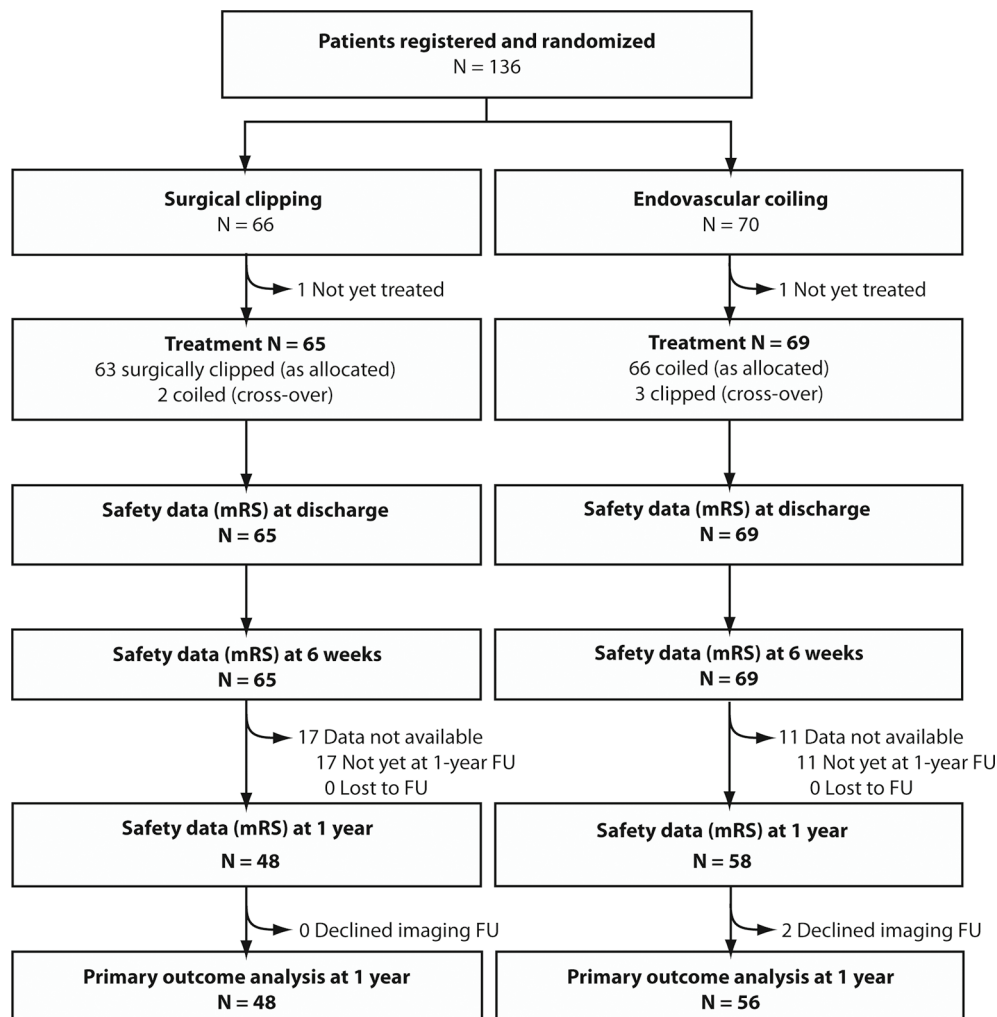 Patients registered and randomized
N = 136
Surgical clipping
N = 66
Endovascular coiling
N = 70
1 Not yet treated
1 Not yet treated
Treatment N = 65
63 surgically clipped (as allocated)
2 coiled (cross-over)
Treatment N = 69
66 coiled (as allocated)
3 clipped (cross-over)
Safety data (mRS) at discharge
N = 65
Safety data (mRS) at discharge
N = 69
Safety data (mRS) at 6 weeks
N = 65
Safety data (mRS) at 6 weeks
N = 69
17 Data not available
17 Not yet at 1-year FU
0 Lost to FU
11 Data not available
11 Not yet at 1-year FU
0 Lost to FU
Safety data (mRS) at 1 year
N = 48
Safety data (mRS) at 1 year
N = 58
0 Declined imaging FU
2 Declined imaging FU
Primary outcome analysis at 1 year
N = 48
Primary outcome analysis at 1 year
N = 56